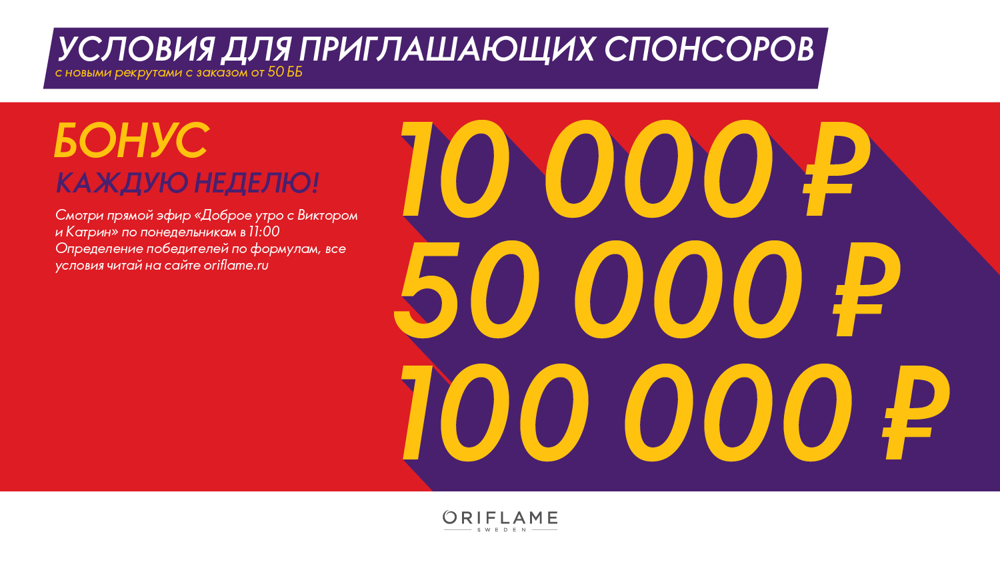 УСЛОВИЯ ДЛЯ ПРИГЛАШАЮЩИХ СПОНСОРОВ
с новыми рекрутами с заказом от 50 ББ
БОНУС
КАЖДУЮ НЕДЕЛЮ!
Смотри прямой эфир «Доброе утро с Виктором
и Катрин» по понедельникам в 11:00
Определение победителей по формулам, все
условия читай на сайте oriflame.ru
10 000 ₽
50 000 ₽
100 000 ₽
ORIFLAME
SWEDEN